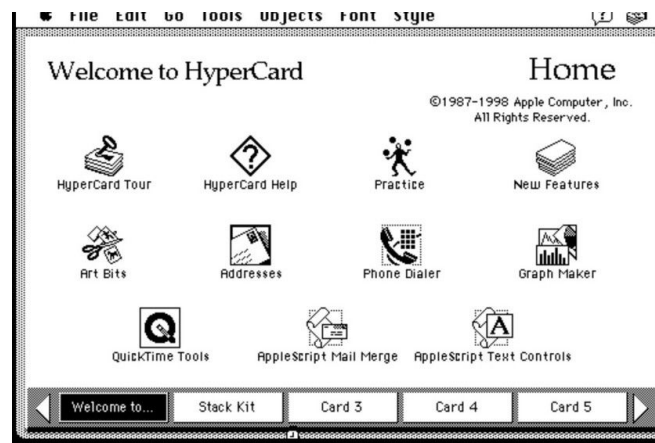 File Edit Go Tools Objects Font Style
Welcome to HyperCard
Home
©1987-1998 Apple Computer, Inc.
All Rights Reserved.
HyperCard Tour
HyperCard Help
Practice
New Features
Art Bits
Addresses
Phone Dialer
Graph Maker
QuickTime Tools
AppleScript Mail Merge
AppleScript Text Controls
Welcome to...
Stack Kit
Card 3
Card 4
Card 5